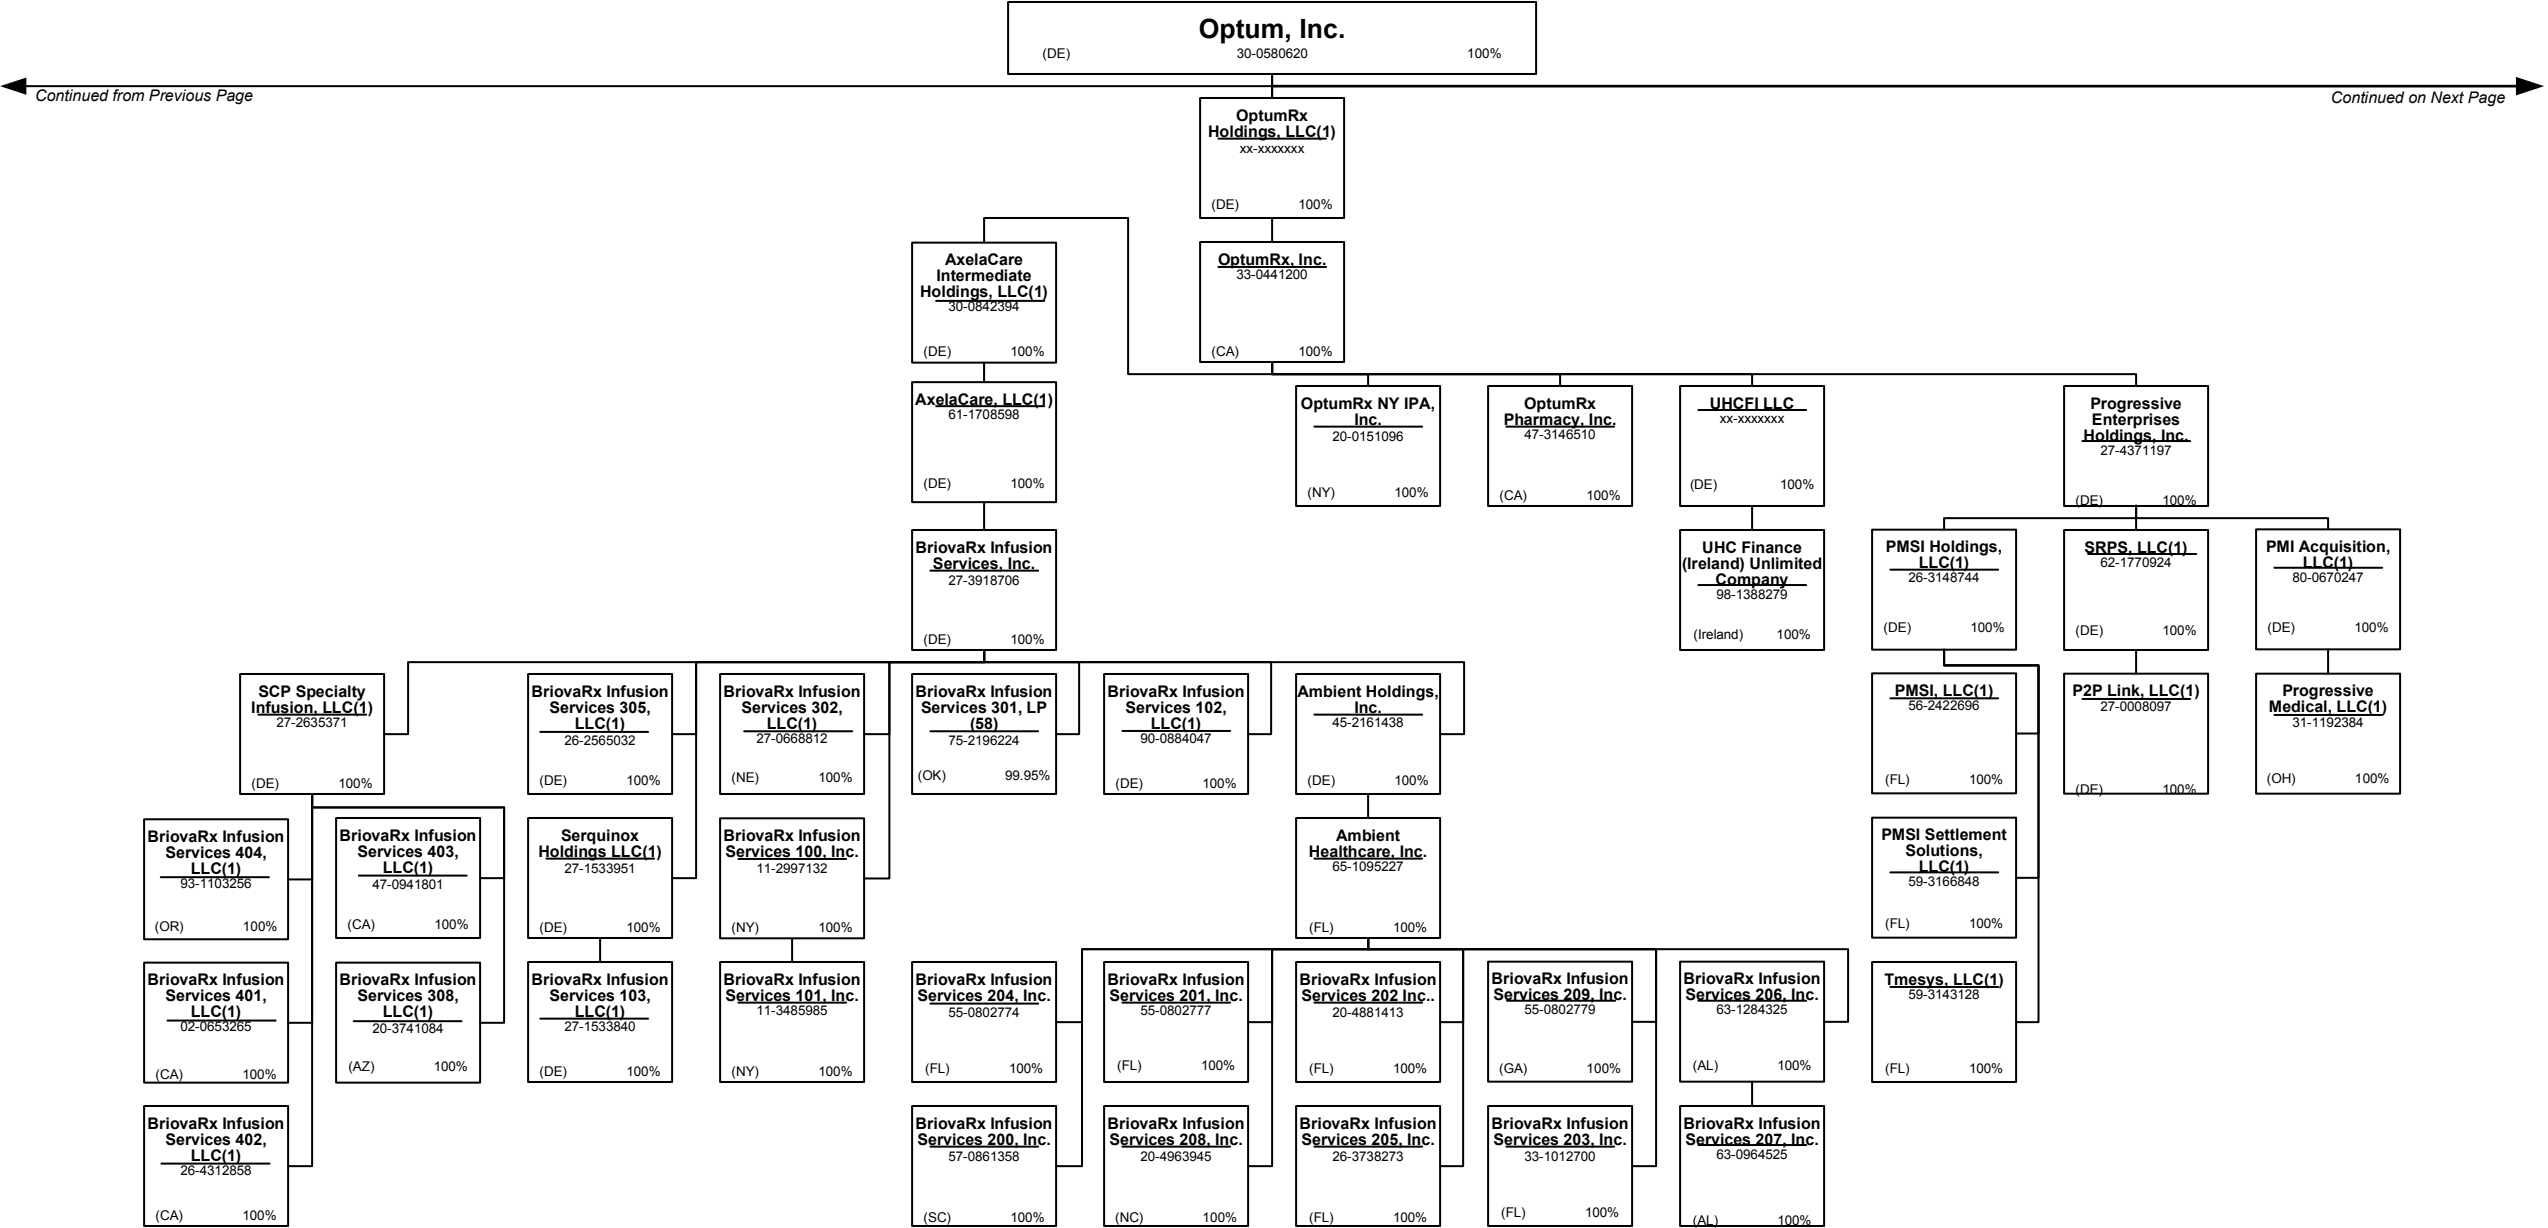 Optum, Inc.
(DE) 30-0580620 100%
Continued from Previous Page
Continued on Next Page
OptumRx
Holdings, LLC(1)
xx-xxxxxxx
(DE) 100%
AxelaCare
Intermediate
Holdings, LLC(1)
30-0842394
(DE) 100%
OptumRx, Inc.
33-0441200
(CA) 100%
AxelaCare, LLC(1)
61-1708598
(DE) 100%
OptumRx NY IPA,
Inc.
20-0151096
(NY) 100%
OptumRx
Pharmacy, Inc.
47-3146510
(CA) 100%
UHCFI LLC
xx-xxxxxxx
(DE) 100%
Progressive
Enterprises
Holdings, Inc.
27-4371197
(DE) 100%
BriovaRx Infusion
Services, Inc.
27-3918706
(DE) 100%
UHC Finance
(Ireland) Unlimited
Company
98-1388279
(Ireland) 100%
PMSI Holdings,
LLC(1)
26-3148744
(DE) 100%
SRPS, LLC(1)
62-1770924
(DE) 100%
PMI Acquisition,
LLC(1)
80-0670247
(DE) 100%
SCP Specialty
Infusion, LLC(1)
27-2635371
(DE) 100%
BriovaRx Infusion
Services 305,
LLC(1)
26-2565032
(DE) 100%
BriovaRx Infusion
Services 302,
LLC(1)
27-0668812
(NE) 100%
BriovaRx Infusion
Services 301, LP
(58)
75-2196224
(OK) 99.95%
BriovaRx Infusion
Services 102,
LLC(1)
90-0884047
(DE) 100%
Ambient Holdings,
Inc.
45-2161438
(DE) 100%
PMSI, LLC(1)
56-2422696
(FL) 100%
P2P Link, LLC(1)
27-0008097
(DE) 100%
Progressive
Medical, LLC(1)
31-1192384
(OH) 100%
BriovaRx Infusion
Services 404,
LLC(1)
93-1103256
(OR) 100%
BriovaRx Infusion
Services 403,
LLC(1)
47-0941801
(CA) 100%
Serquinox
Holdings LLC(1)
27-1533951
(DE) 100%
BriovaRx Infusion
Services 100, Inc.
11-2997132
(NY) 100%
Ambient
Healthcare, Inc.
65-1095227
(FL) 100%
PMSI Settlement
Solutions,
LLC(1)
59-3166848
(FL) 100%
BriovaRx Infusion
Services 401,
LLC(1)
02-0653265
(CA) 100%
BriovaRx Infusion
Services 308,
LLC(1)
20-3741084
(AZ) 100%
BriovaRx Infusion
Services 103,
LLC(1)
27-1533840
(DE) 100%
BriovaRx Infusion
Services 101, Inc.
11-3485985
(NY) 100%
BriovaRx Infusion
Services 204, Inc.
55-0802774
(FL) 100%
BriovaRx Infusion
Services 201, Inc.
55-0802777
(FL) 100%
BriovaRx Infusion
Services 202 Inc..
20-4881413
(FL) 100%
BriovaRx Infusion
Services 209, Inc.
55-0802779
(GA) 100%
BriovaRx Infusion
Services 206, Inc.
63-1284325
(AL) 100%
Tmesys, LLC(1)
59-3143128
(FL) 100%
BriovaRx Infusion
Services 402,
LLC(1)
26-4312858
(CA) 100%
BriovaRx Infusion
Services 200, Inc.
57-0861358
(SC) 100%
BriovaRx Infusion
Services 208, Inc.
20-4963945
(NC) 100%
BriovaRx Infusion
Services 205, Inc.
26-3738273
(FL) 100%
BriovaRx Infusion
Services 203, Inc.
33-1012700
(FL) 100%
BriovaRx Infusion
Services 207, Inc.
63-0964525
(AL) 100%